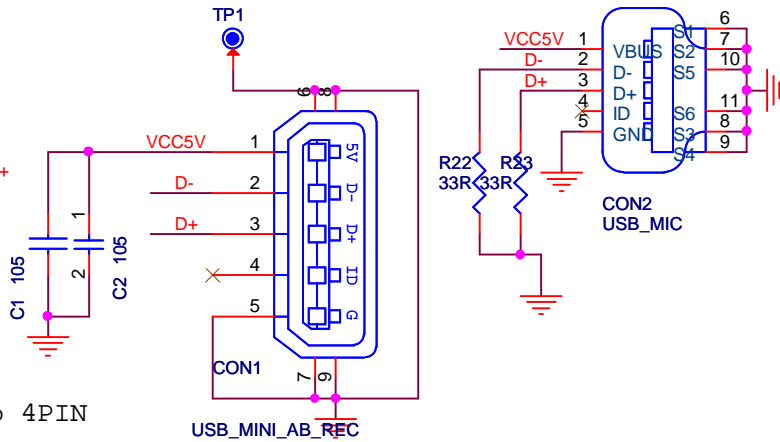 TP1
6 8
VCC5V 1
D- 2
D+ 3
4
5
5V
D-
D+
ID
G
7 9
CON1
USB_MINI_AB_REC
1
2
C1 105
C2 105
4PIN
VCC5V 1 VBUS
D- 2 D-
D+ 3 D+
4 ID
5 GND
S1 6
S2 7
S5 10
S6 11
S3 8
S4 9
R22
33R
R23
33R
CON2
USB_MIC